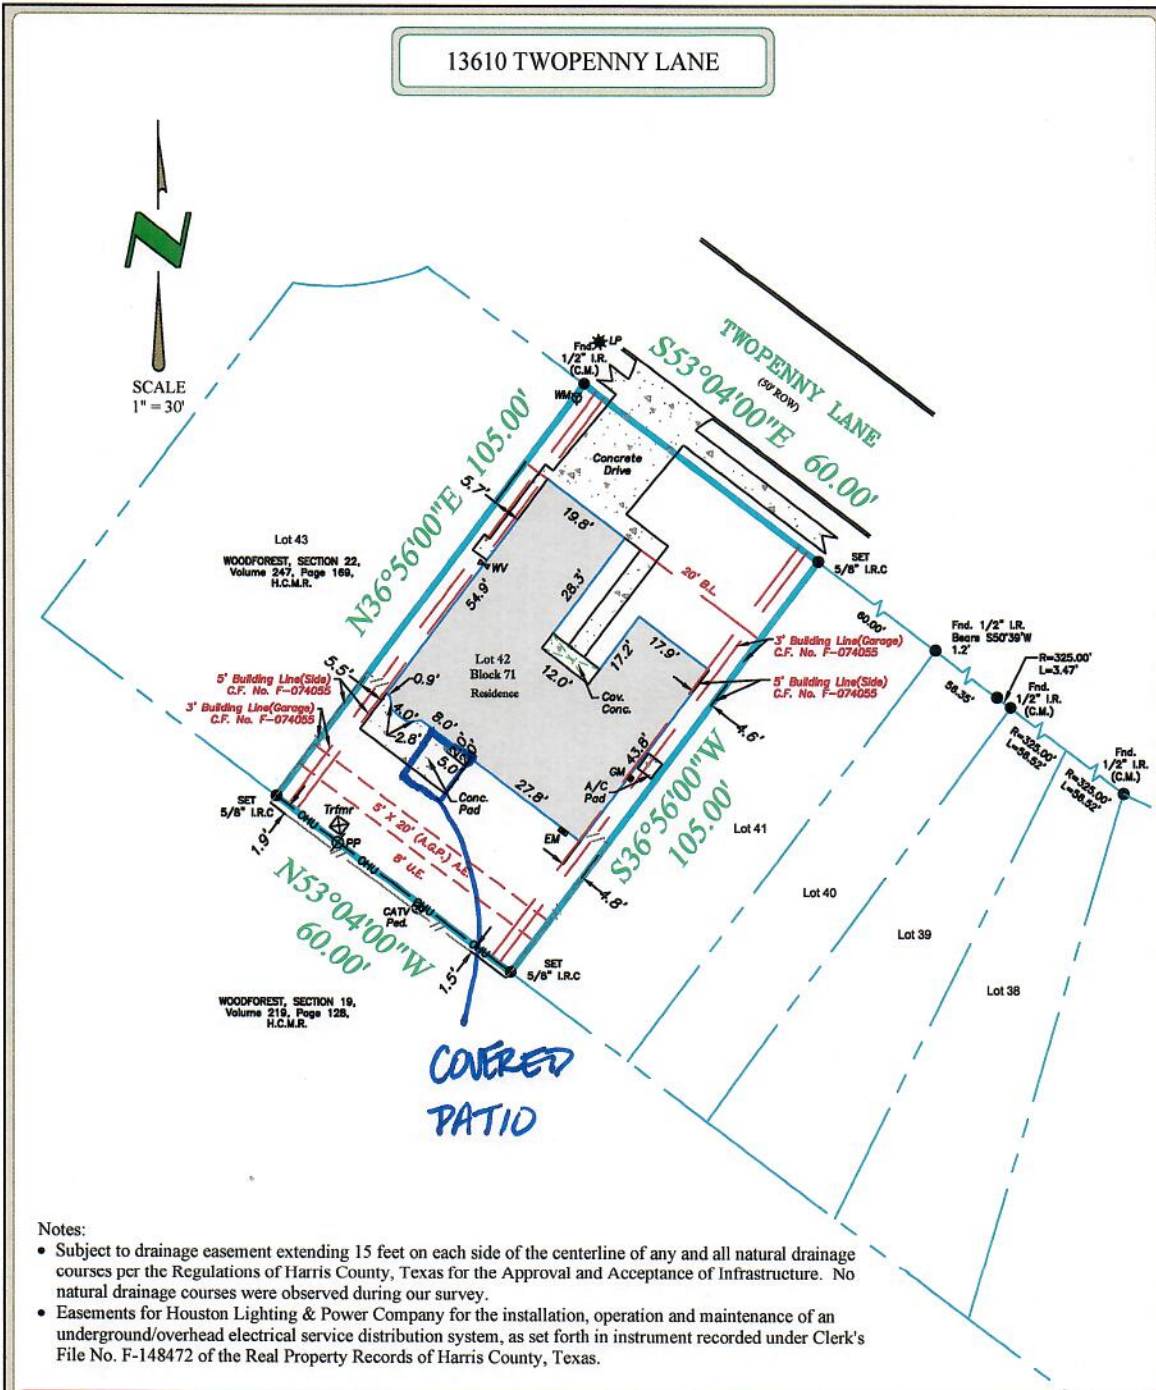 13610 TWOPENNY LANE
SCALE
1" = 30'
TWOPENNY LANE
(50' ROW)
S53°04'00"E 60.00'
LP
Fnd.
1/2" I.R.
(C.M.)
WM
N36°56'00"E 105.00'
Concrete
Drive
5.7'
19.8'
SET
5/8" I.R.C
Lot 43
WOODFOREST, SECTION 22,
Volume 247, Page 169,
H.C.M.R.
WV
54.9'
28.3'
20' B.L.
60.00'
Fnd. 1/2" I.R.
Bears S50°39'W
1.2'
3' Building Line(Garage)
C.F. No. F-074055
17.9'
17.2'
R=325.00'
L=3.47'
Lot 42
Block 71
Residence
12.0'
5' Building Line(Side)
C.F. No. F-074055
58.35'
Fnd.
1/2" I.R.
(C.M.)
5.5'
0.9'
Cov.
Conc.
5' Building Line(Side)
C.F. No. F-074055
3' Building Line(Garage)
C.F. No. F-074055
4.0'
8.0'
2.8'
5.0'
4.6'
R=325.00'
L=58.52'
Fnd.
1/2" I.R.
(C.M.)
R=325.00'
L=58.52'
43.8'
GM
A/C
Pad
27.8'
Conc.
Pad
SET
5/8" I.R.C
Trfmr
PP
5' X 20' (A.G.P.) A.E.
8' U.E.
EM
S36°56'00"W
105.00'
Lot 41
1.9'
OHU
OHU
OHU
OHU
CATV
Ped.
4.8'
Lot 40
Lot 39
Lot 38
N53°04'00"W
60.00'
1.5'
SET
5/8" I.R.C
WOODFOREST, SECTION 19,
Volume 219, Page 128,
H.C.M.R.
COVERED
PATIO
Notes:
• Subject to drainage easement extending 15 feet on each side of the centerline of any and all natural drainage
courses per the Regulations of Harris County, Texas for the Approval and Acceptance of Infrastructure. No
natural drainage courses were observed during our survey.
• Easements for Houston Lighting & Power Company for the installation, operation and maintenance of an
underground/overhead electrical service distribution system, as set forth in instrument recorded under Clerk's
File No. F-148472 of the Real Property Records of Harris County, Texas.